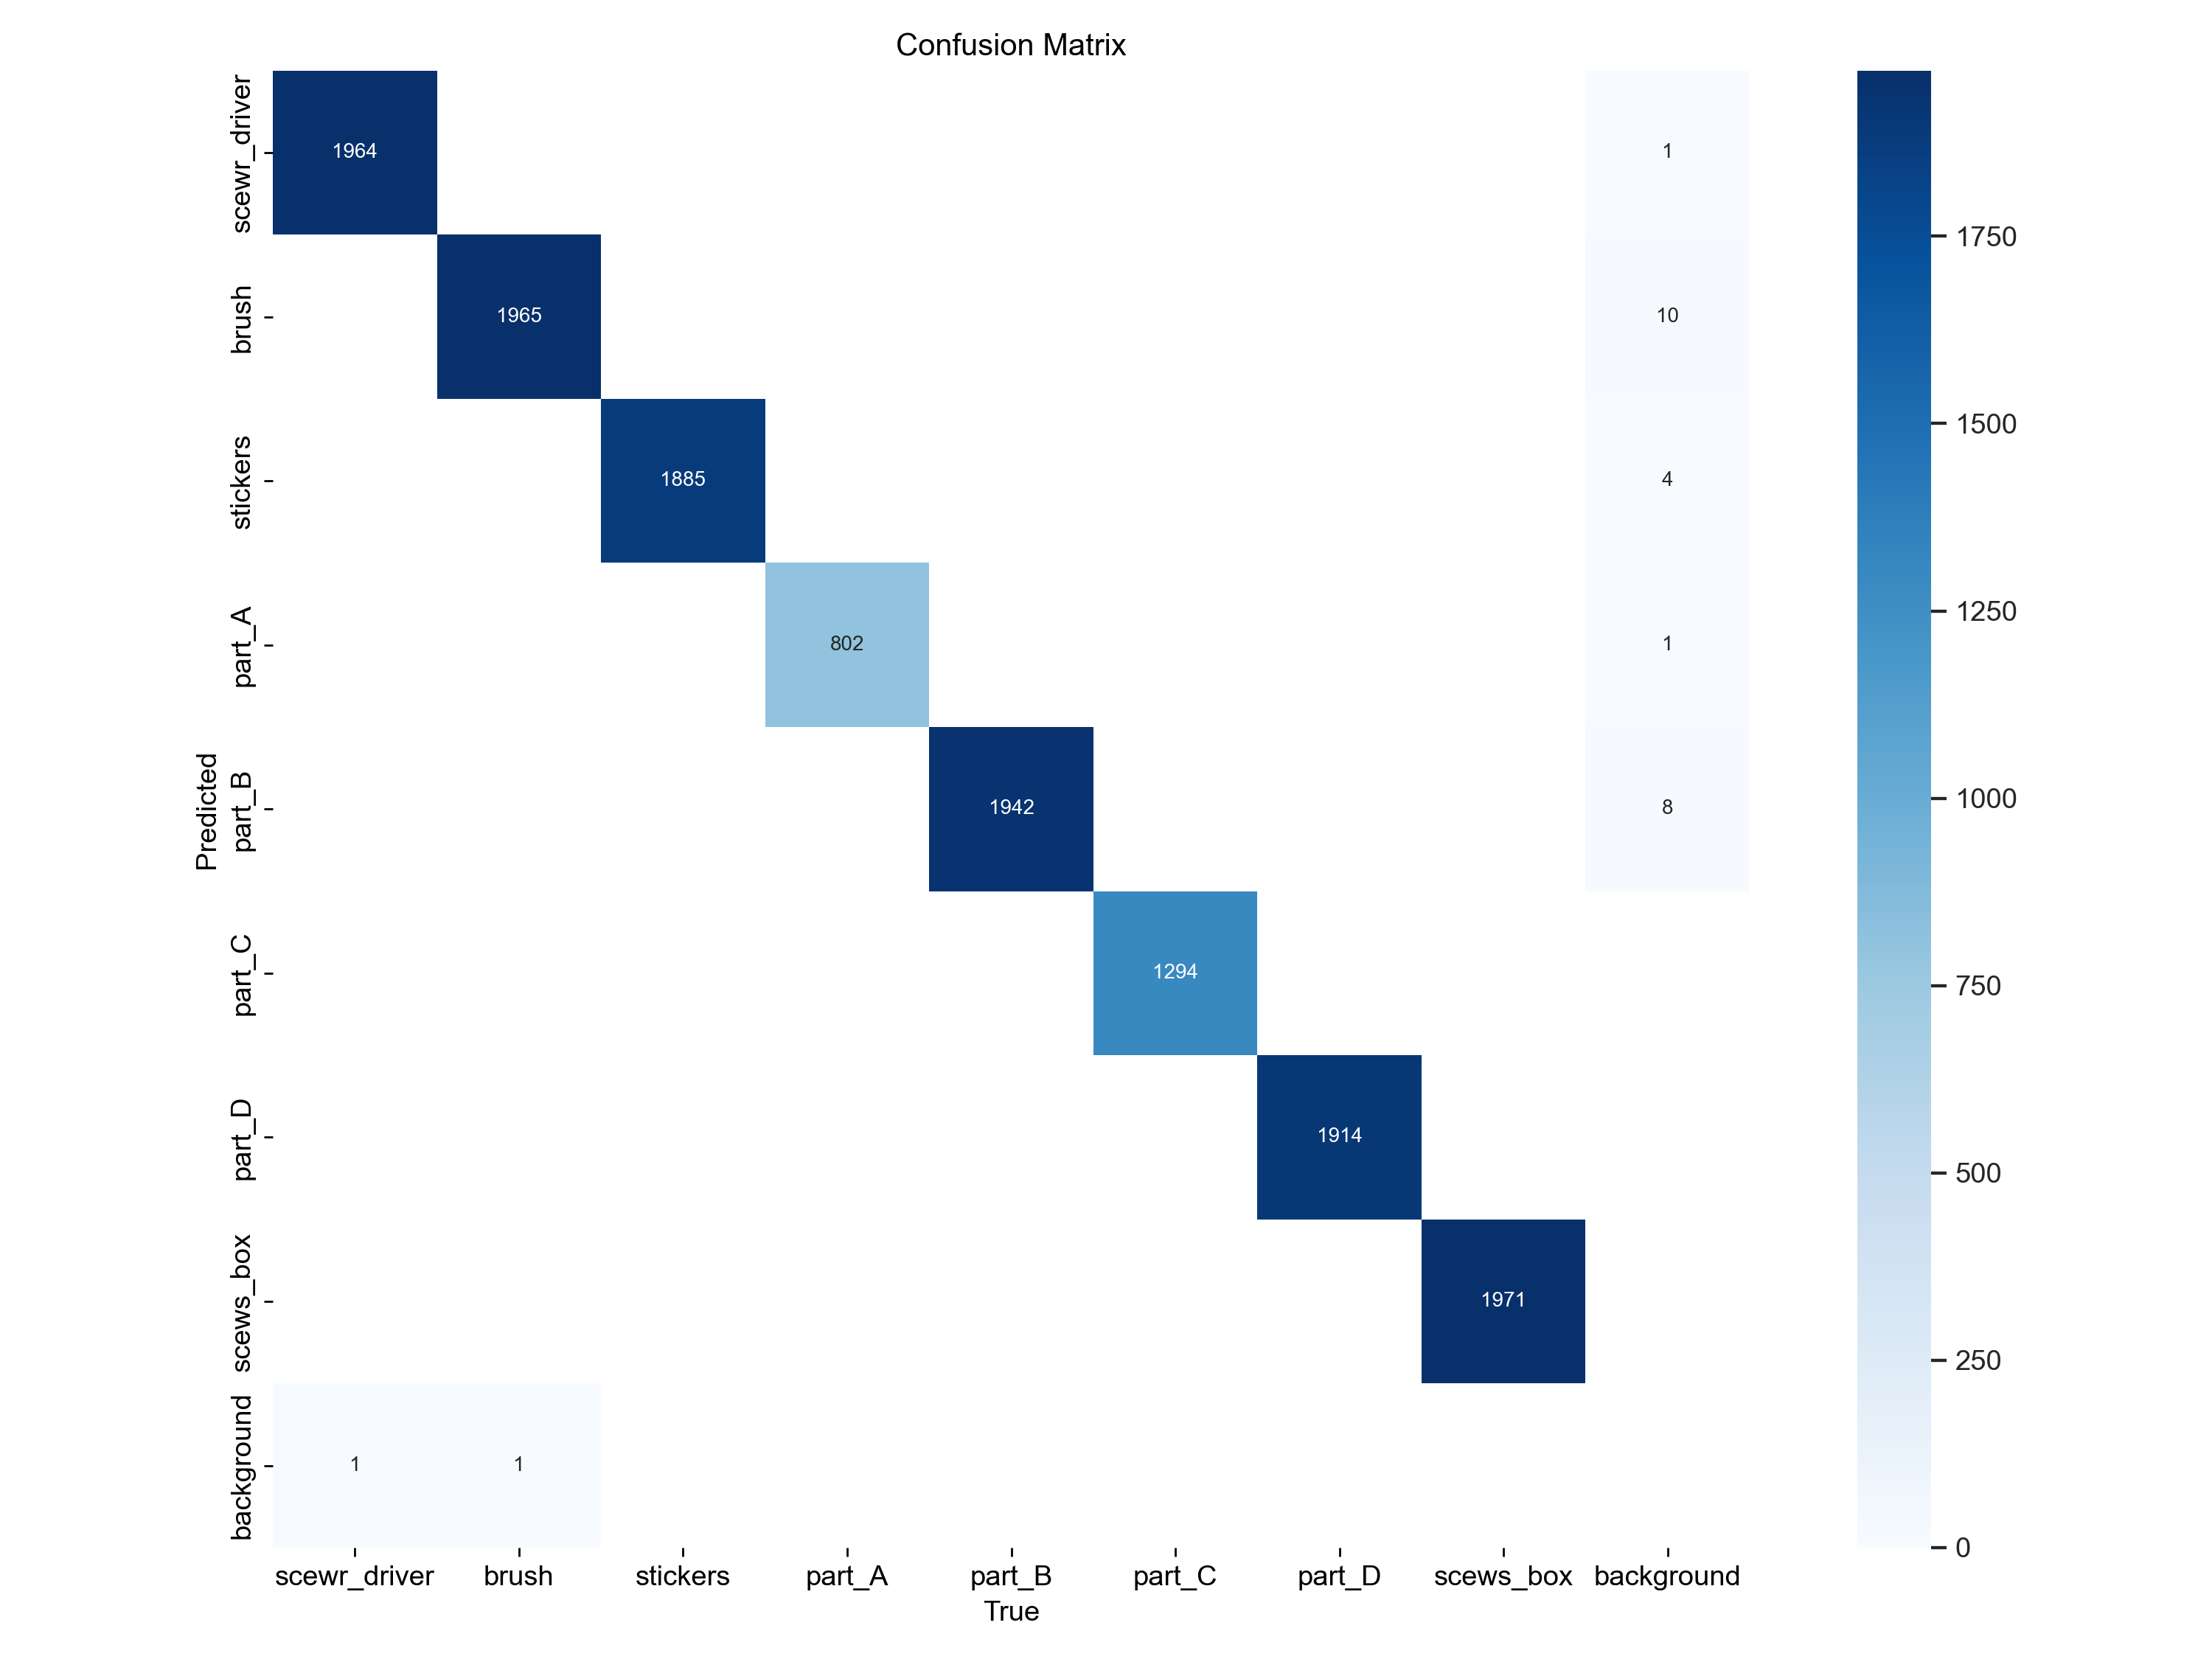 Confusion Matrix
scewr_driver
1964
1
brush
1965
10
stickers
1885
4
part_A
802
1
Predicted
part_B
1942
8
part_C
1294
part_D
1914
scews_box
1971
background
1
1
scewr_driver brush stickers part_A part_B part_C part_D scews_box background
True
1750
1500
1250
1000
750
500
250
0